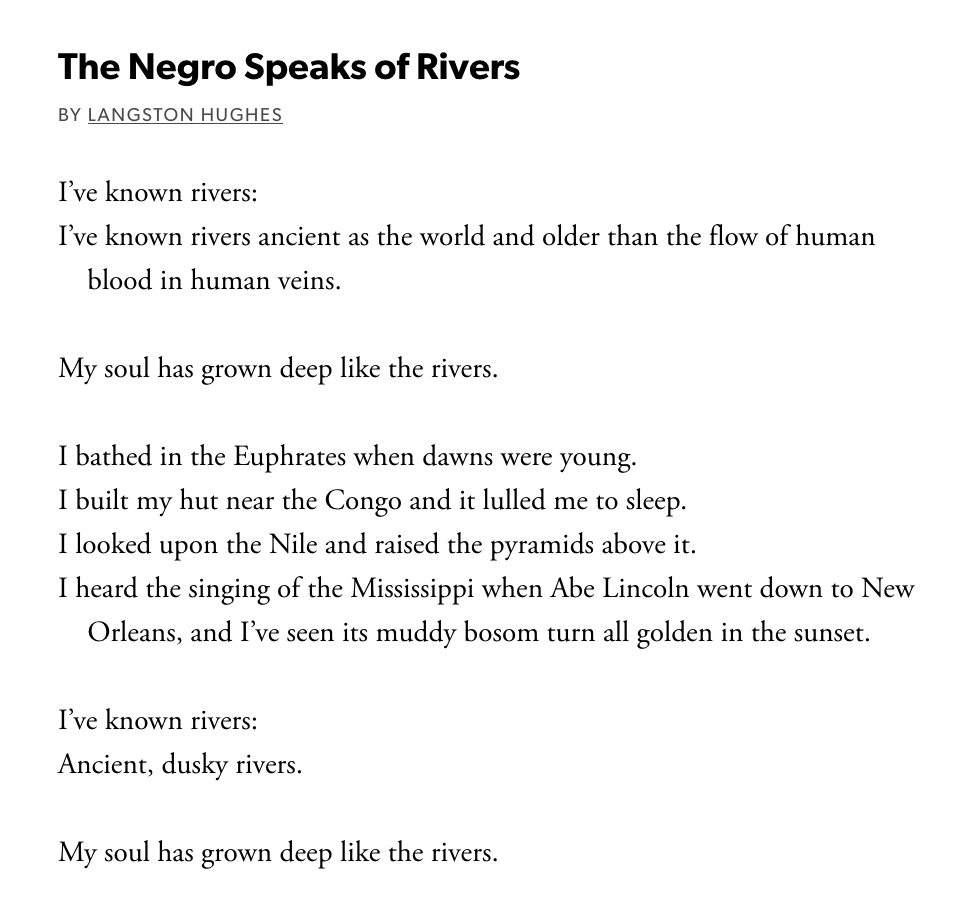 The Negro Speaks of Rivers
BY LANGSTON HUGHES
I’ve known rivers:
I’ve known rivers ancient as the world and older than the flow of human
blood in human veins.
My soul has grown deep like the rivers.
I bathed in the Euphrates when dawns were young.
I built my hut near the Congo and it lulled me to sleep.
I looked upon the Nile and raised the pyramids above it.
I heard the singing of the Mississippi when Abe Lincoln went down to New
Orleans, and I’ve seen its muddy bosom turn all golden in the sunset.
I’ve known rivers:
Ancient, dusky rivers.
My soul has grown deep like the rivers.